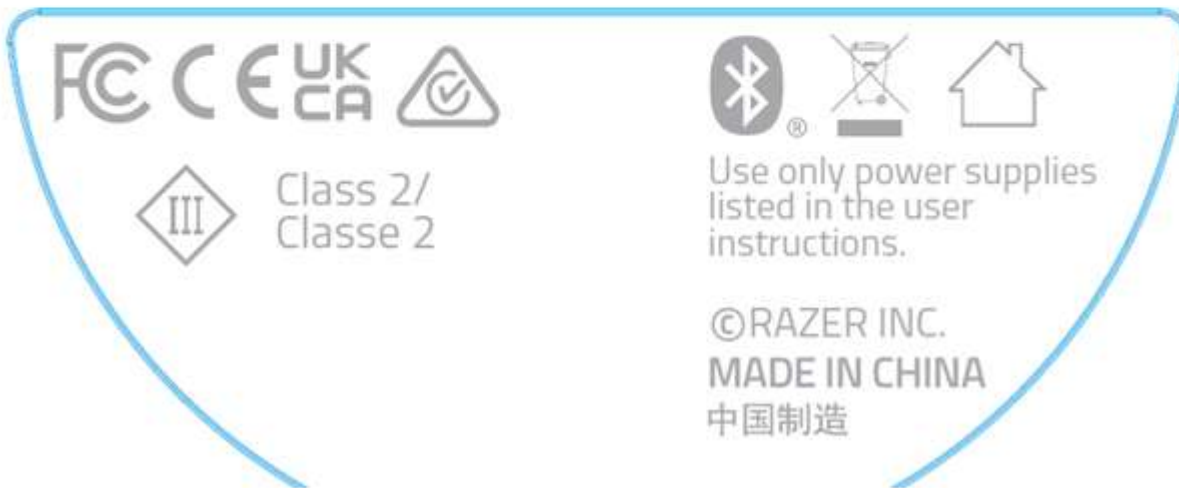 FC CE UK
CA
III
Class 2/
Classe 2
®
Use only power supplies
listed in the user
instructions.
©RAZER INC.
MADE IN CHINA
中国制造